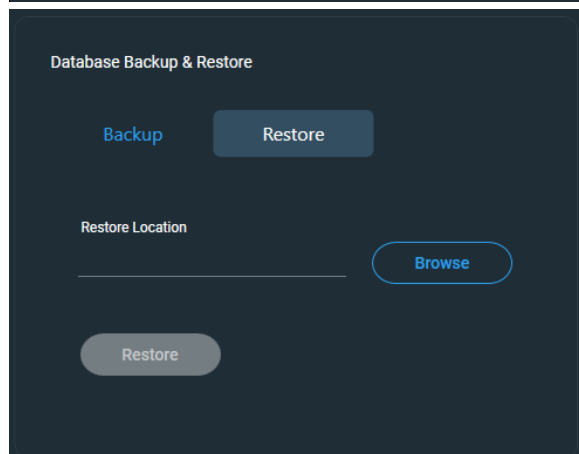 Database Backup & Restore
Backup Restore
Restore Location
Browse
Restore